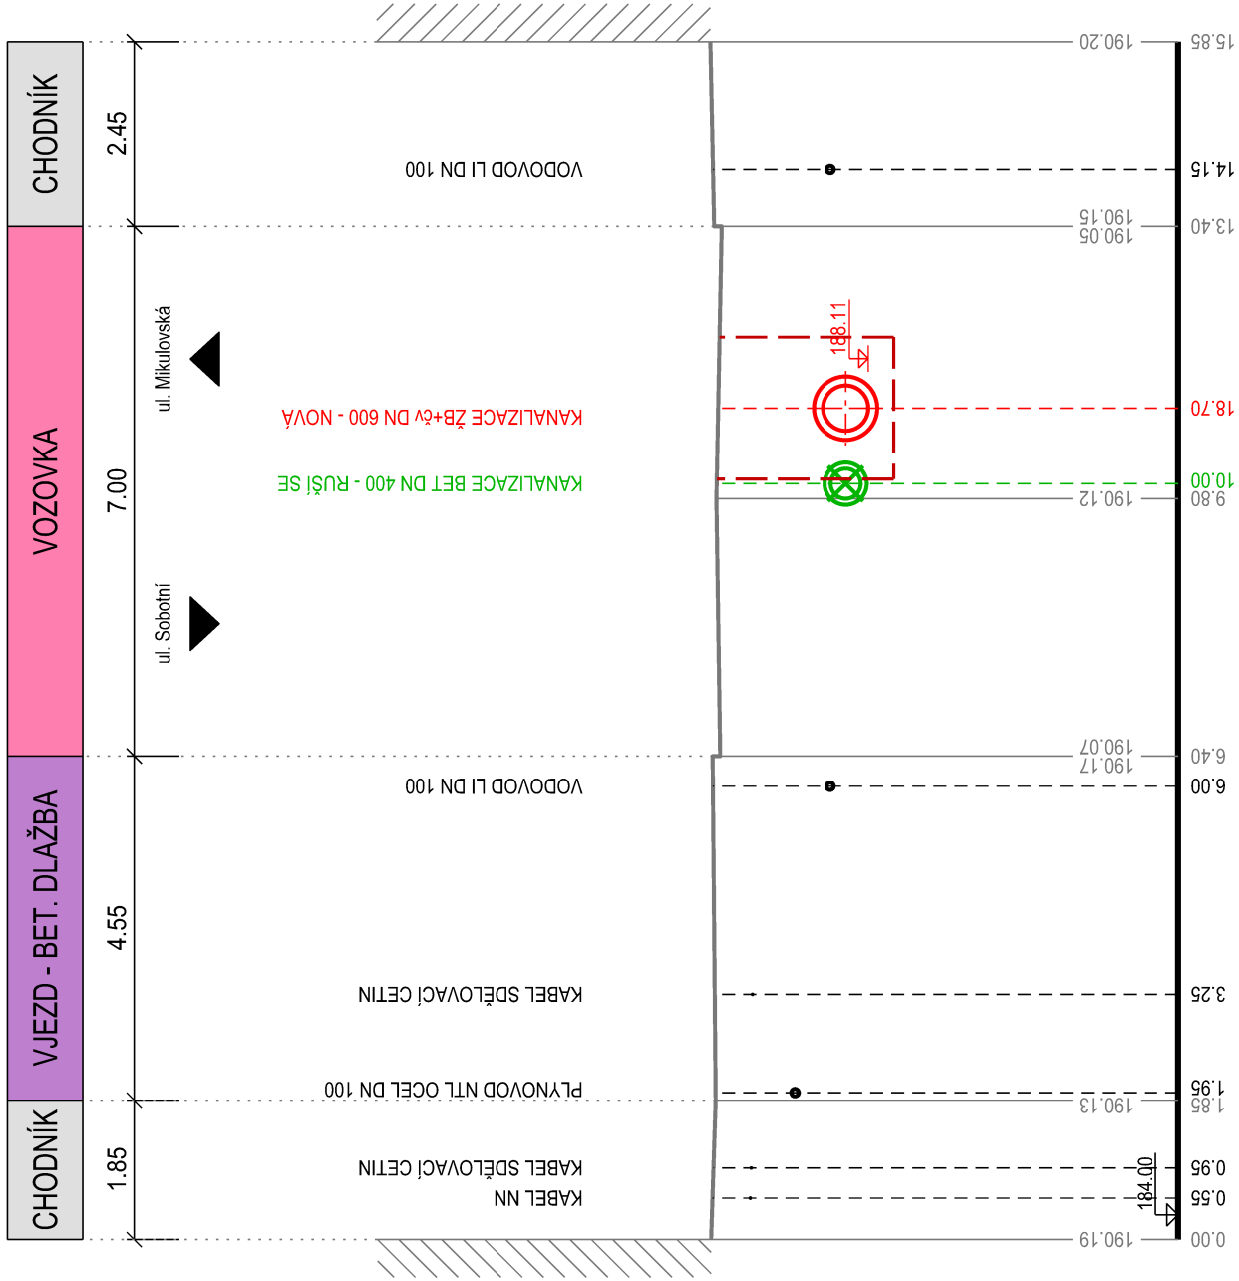 CHODNÍK
VOZOVKA
VJEZD - BET. DLAŽBA
CHODNÍK
2.45
7.00
4.55
1.85
ul. Mikulovská
ul. Sobotní
VODOVOD LI DN 100
KANALIZACE ŽB+čv DN 600 - NOVÁ
KANALIZACE BET DN 400 - RUŠÍ SE
VODOVOD LI DN 100
KABEL SDĚLOVACÍ CETIN
PLYNOVOD NTL OCEL DN 100
KABEL SDĚLOVACÍ CETIN
KABEL NN
188.11
190.20
190.15
190.05
190.12
190.07
190.17
190.13
190.19
184.00
15.85
14.15
13.40
18.70
10.00
9.80
6.40
6.00
3.25
1.95
1.85
0.95
0.55
0.00